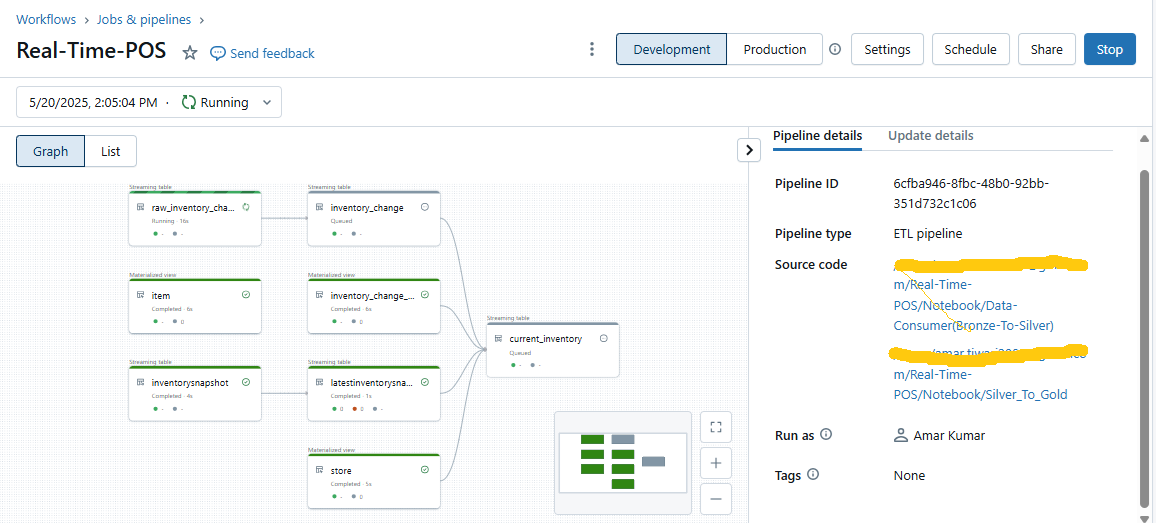 Workflows › Jobs & pipelines ›
Real-Time-POS Send feedback
Development Production Settings Schedule Share Stop
5/20/2025, 2:05:04 PM · Running
Graph List
Streaming table
raw_inventory_cha...
Running · 16s
- -
Streaming table
inventory_change
Queued
- -
Materialized view
item
Completed · 6s
- 0
Materialized view
inventory_change_...
Completed · 6s
- 0
Streaming table
current_inventory
Queued
- -
Streaming table
inventorysnapshot
Completed · 4s
- -
Streaming table
latestinventorysna...
Completed · 1s
0 0 -
Materialized view
store
Completed · 5s
- 0
Pipeline details Update details
Pipeline ID 6cfba946-8fbc-48b0-92bb-
351d732c1c06
Pipeline type ETL pipeline
Source code
m/Real-Time-
POS/Notebook/Data-
Consumer(Bronze-To-Silver)
m/Real-Time-
POS/Notebook/Silver_To_Gold
Run as Amar Kumar
Tags None